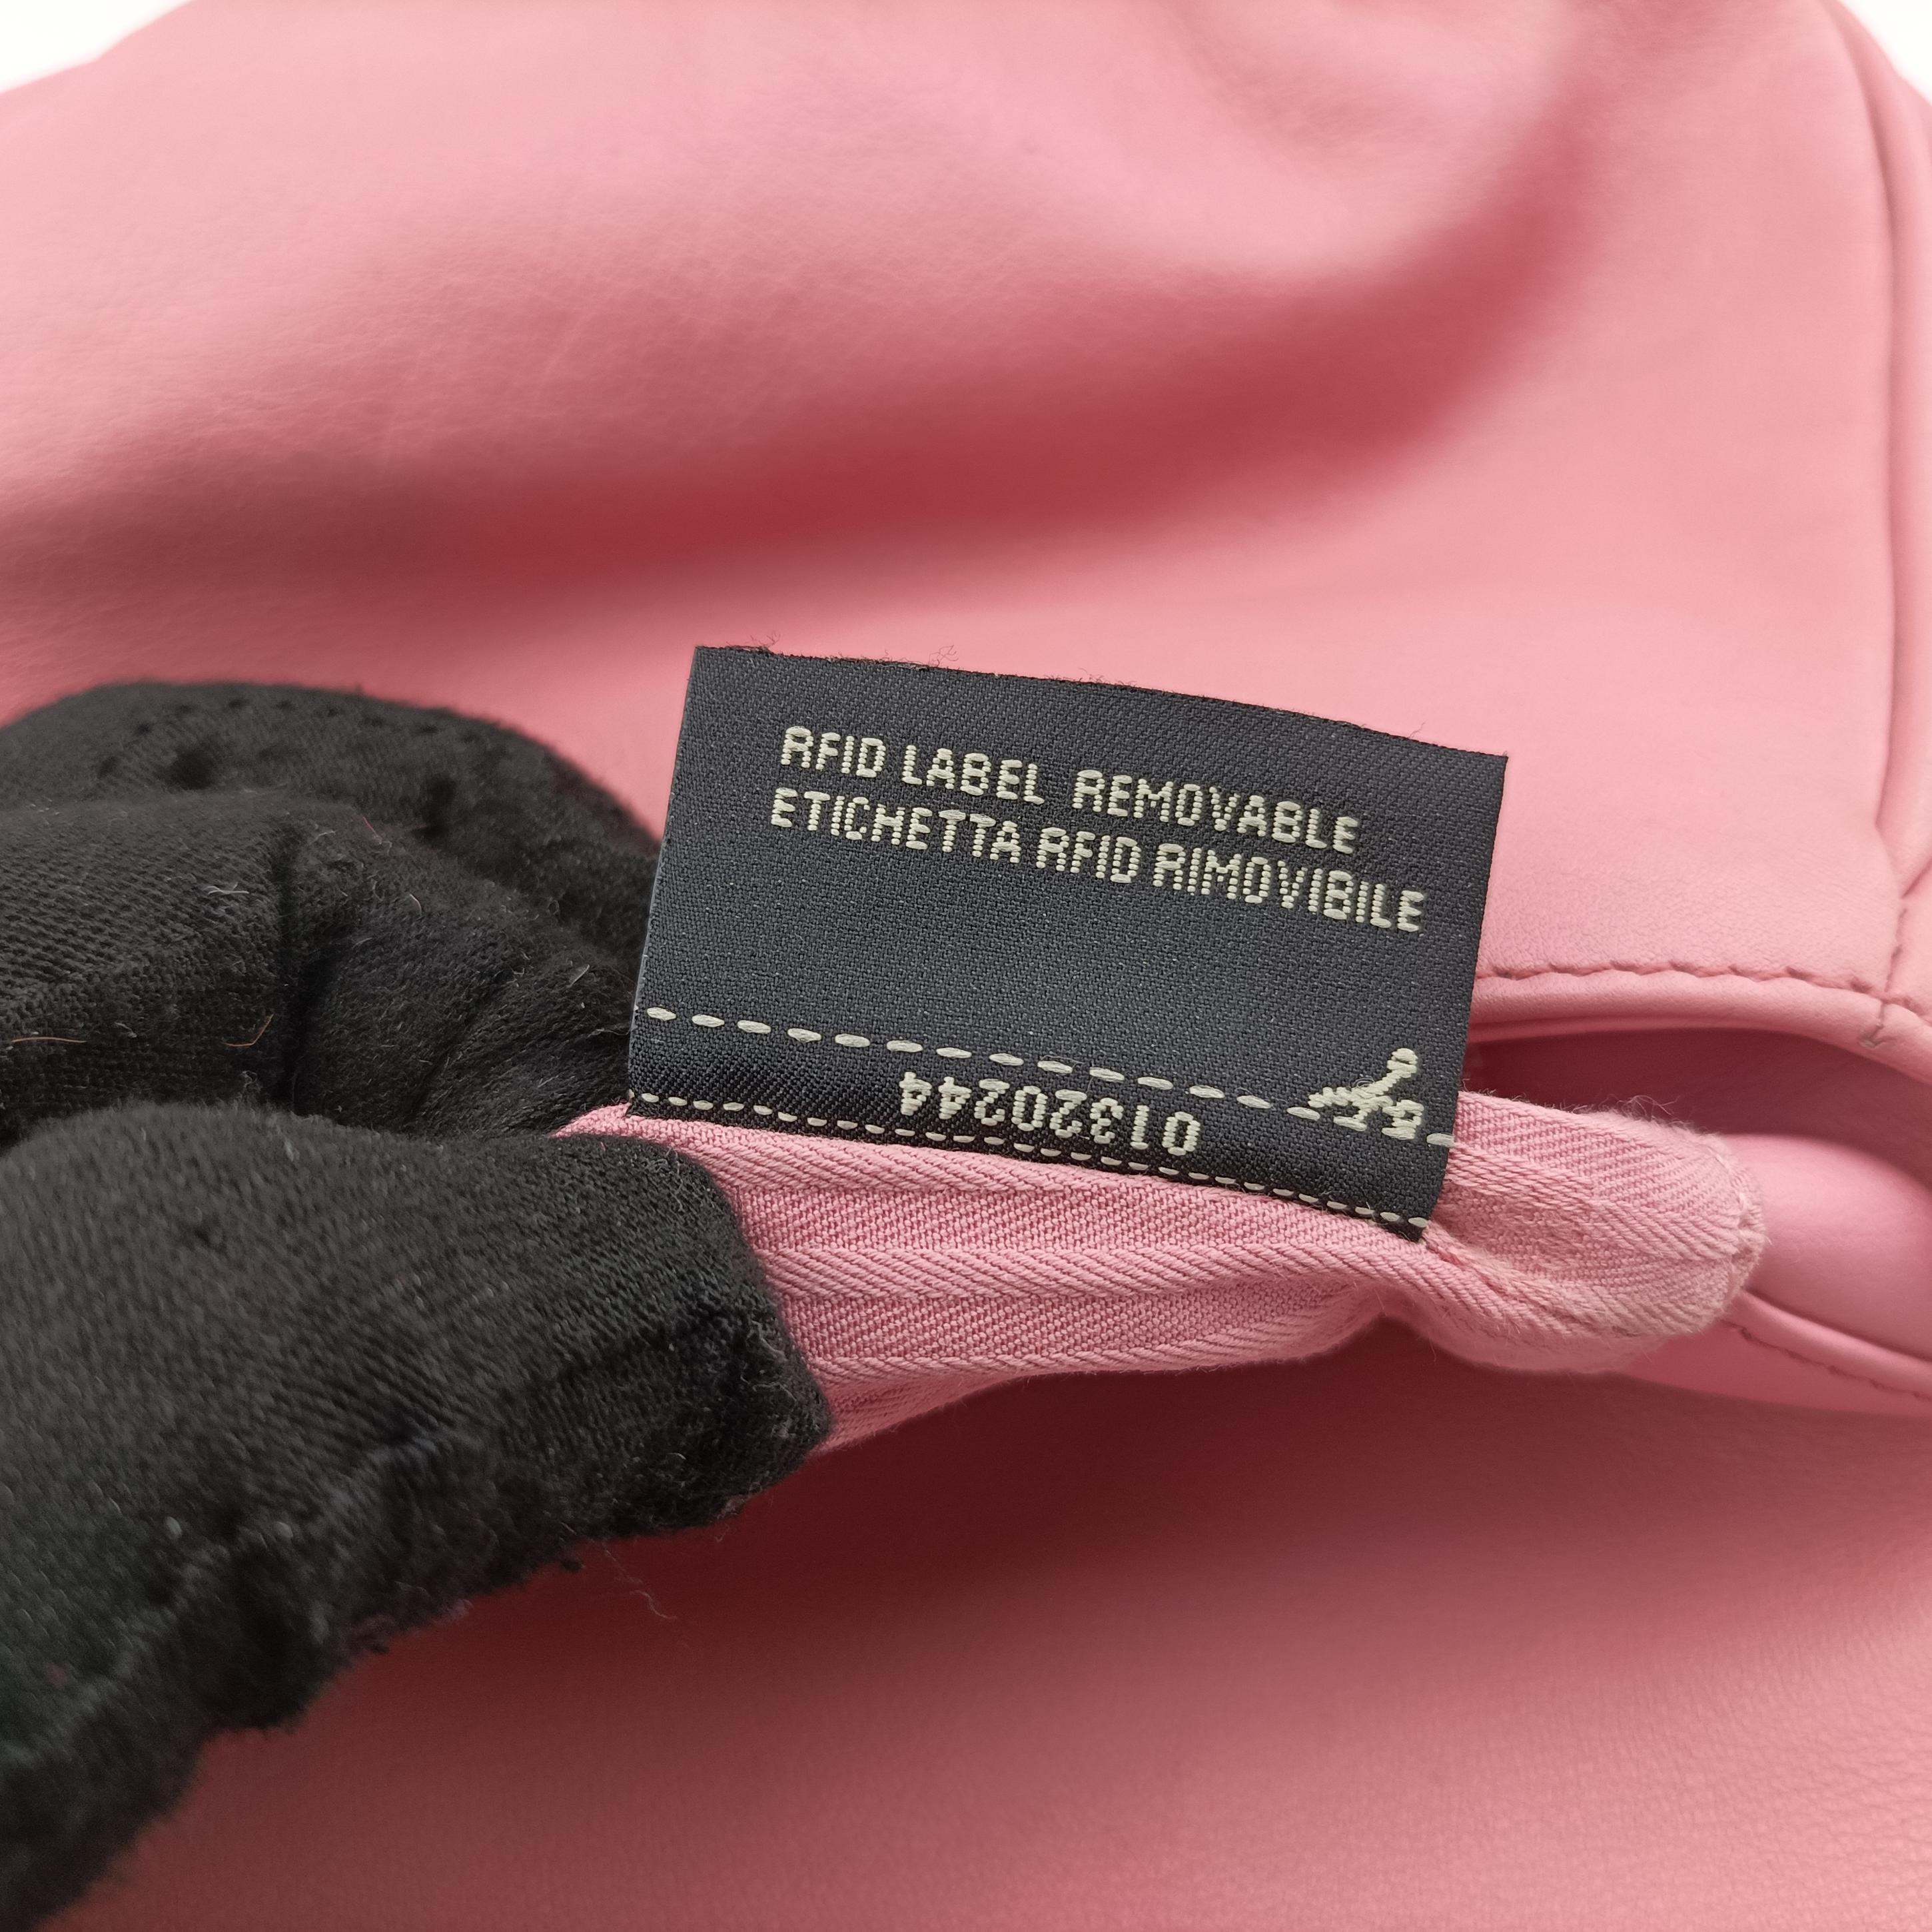 RFID LABEL REMOVABLE
ETICHETTA RFID RIMOVIBILE
01320244